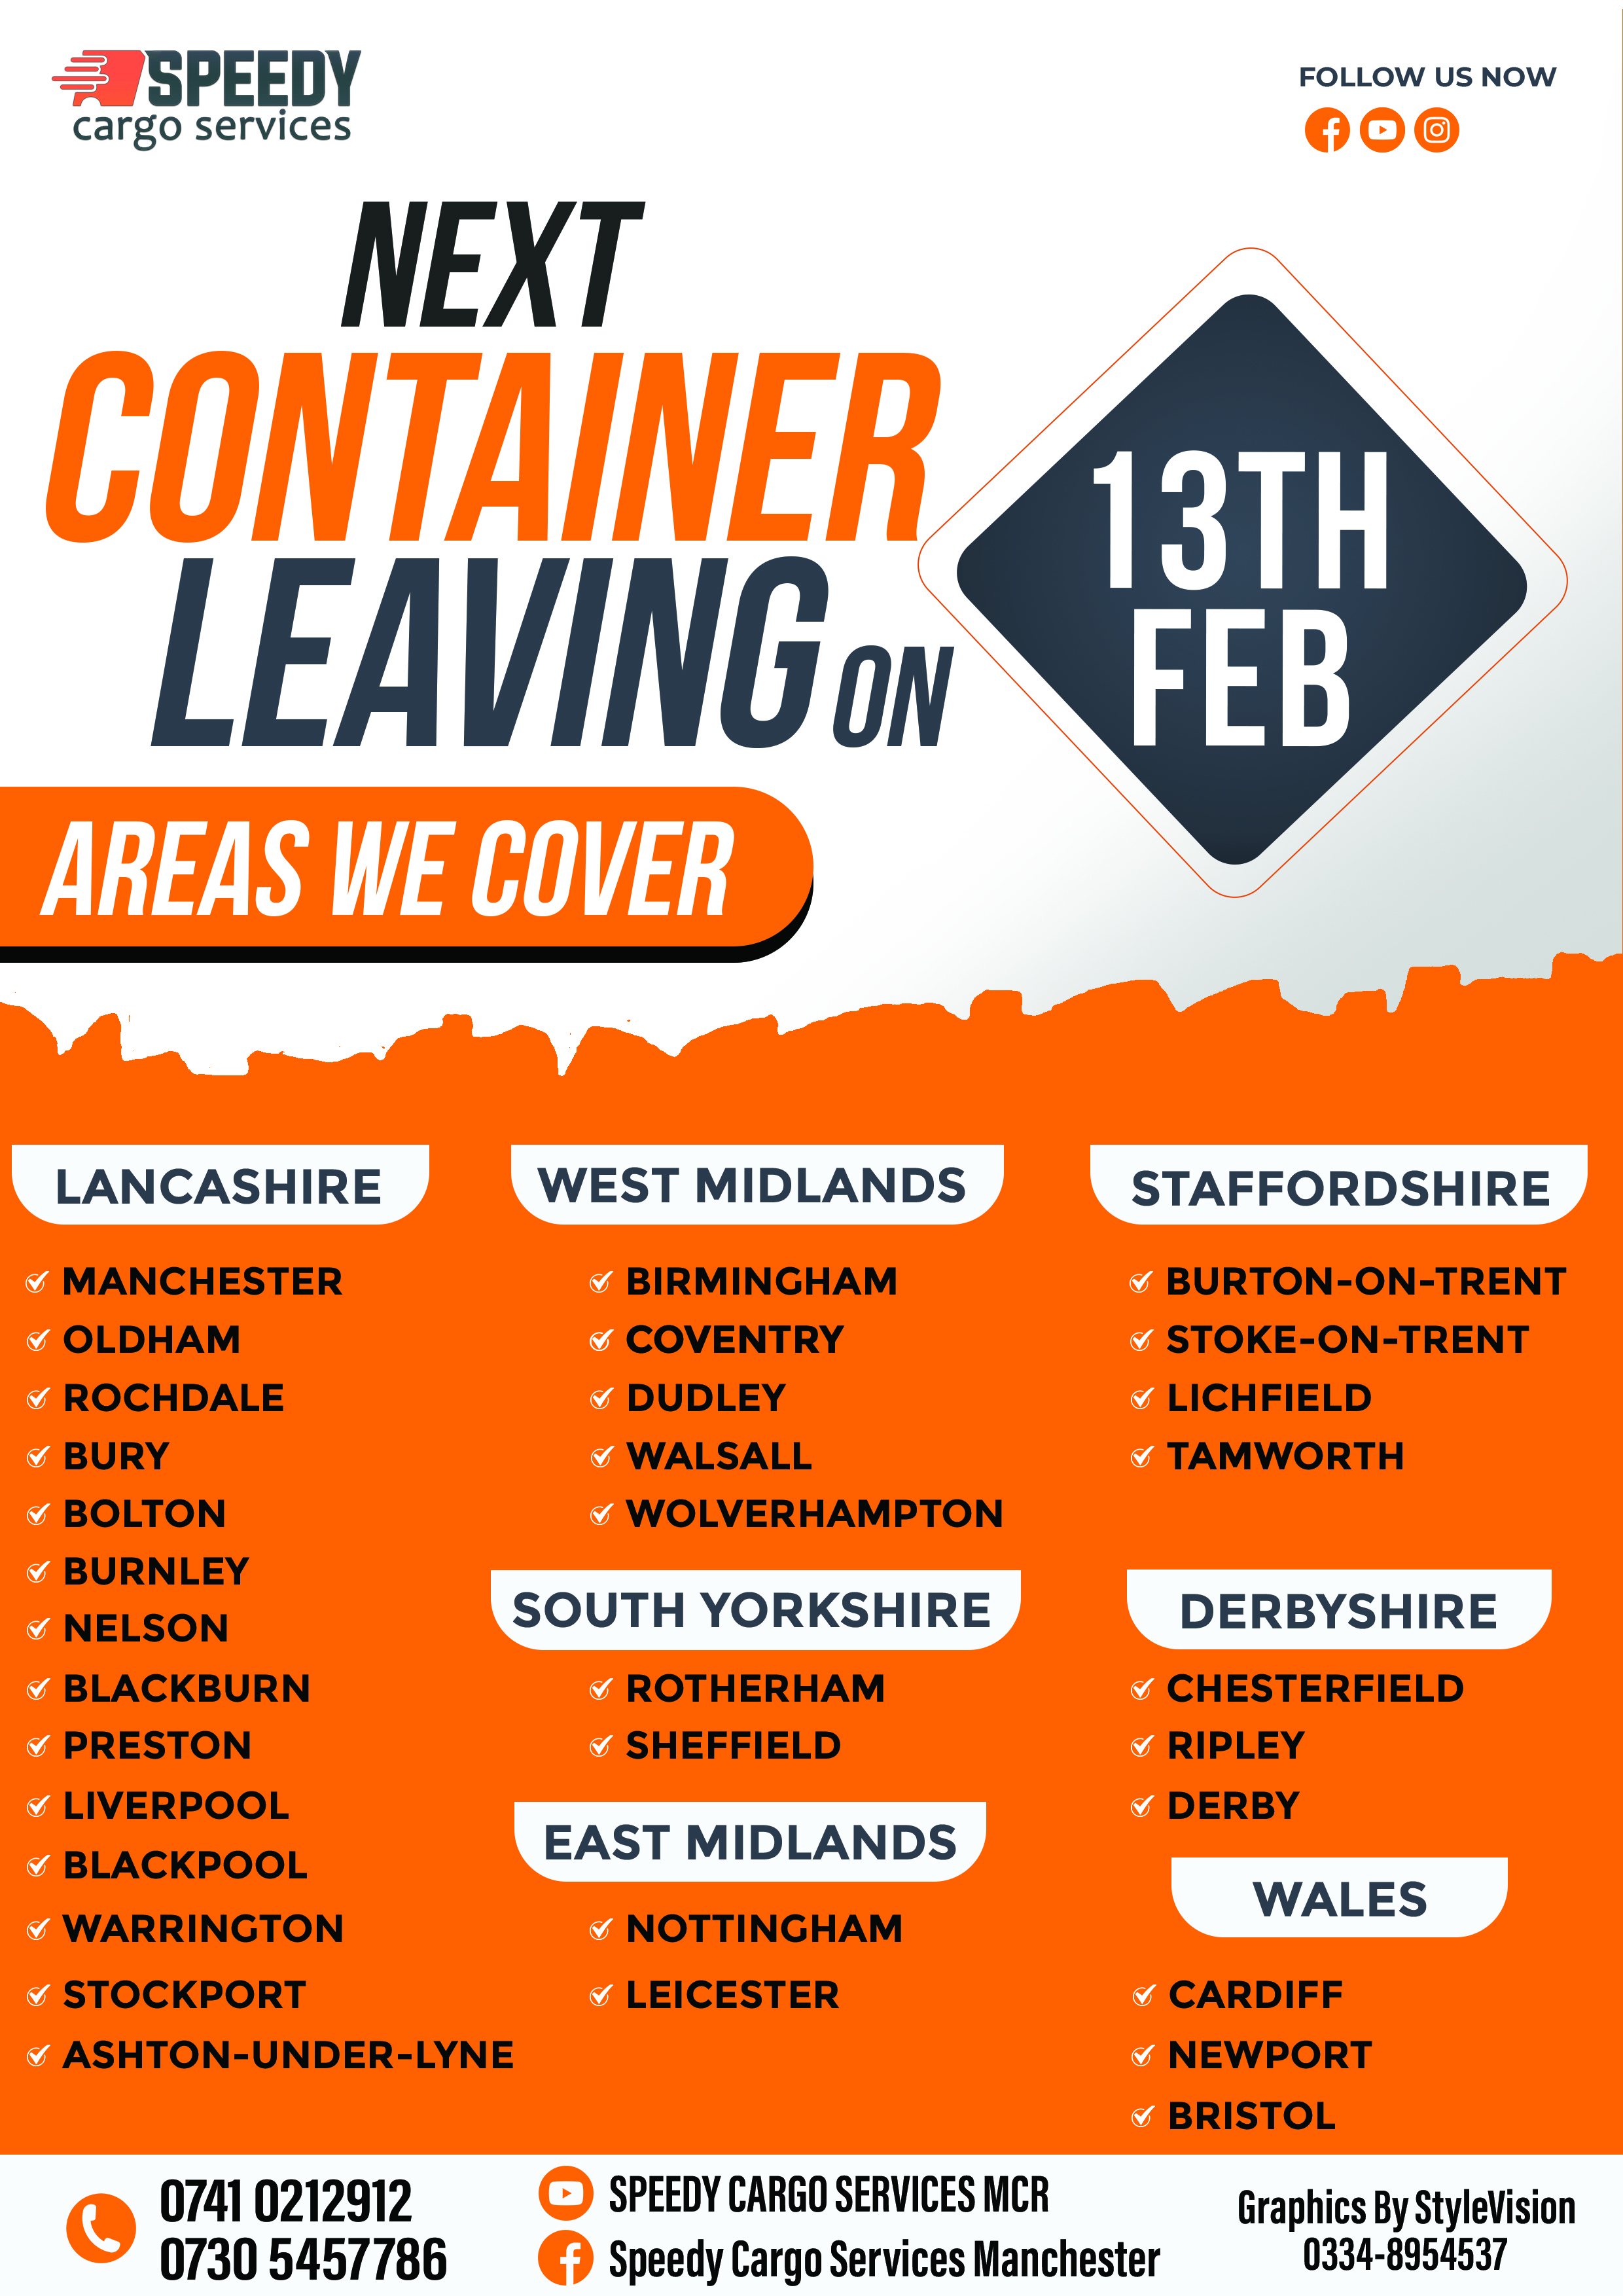 SPEEDY
cargo services
FOLLOW US NOW
NEXT
CONTAINER
LEAVING ON
13TH
FEB
AREAS WE COVER
LANCASHIRE
MANCHESTER
OLDHAM
ROCHDALE
BURY
BOLTON
BURNLEY
NELSON
BLACKBURN
PRESTON
LIVERPOOL
BLACKPOOL
WARRINGTON
STOCKPORT
ASHTON-UNDER-LYNE
WEST MIDLANDS
BIRMINGHAM
COVENTRY
DUDLEY
WALSALL
WOLVERHAMPTON
SOUTH YORKSHIRE
ROTHERHAM
SHEFFIELD
EAST MIDLANDS
NOTTINGHAM
LEICESTER
STAFFORDSHIRE
BURTON-ON-TRENT
STOKE-ON-TRENT
LICHFIELD
TAMWORTH
DERBYSHIRE
CHESTERFIELD
RIPLEY
DERBY
WALES
CARDIFF
NEWPORT
BRISTOL
0741 0212912
0730 5457786
SPEEDY CARGO SERVICES MCR
Speedy Cargo Services Manchester
Graphics By StyleVision
0334-8954537